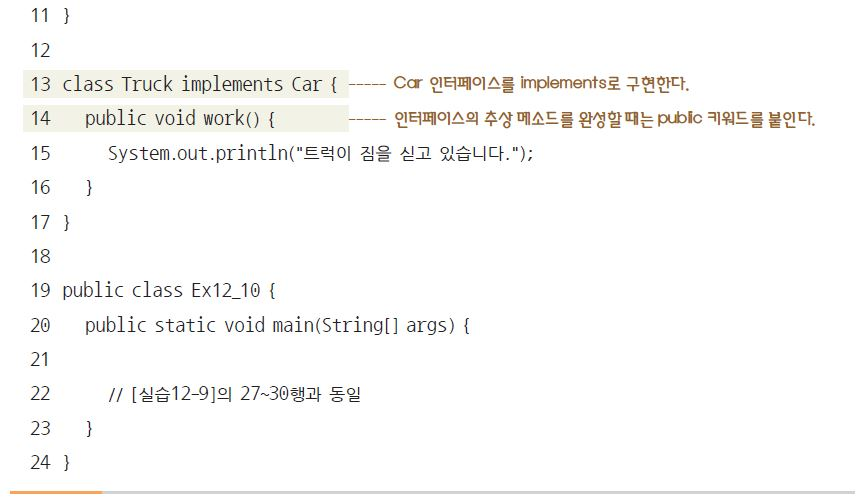 11 }
12
13 class Truck implements Car { ----- Car 인터페이스를 implements로 구현한다.
14 public void work() { ----- 인터페이스의 추상 메소드를 완성할 때는 public 키워드를 붙인다.
15 System.out.println("트럭이 짐을 싣고 있습니다.");
16 }
17 }
18
19 public class Ex12_10 {
20 public static void main(String[] args) {
21
22 // [실습12-9]의 27~30행과 동일
23 }
24 }